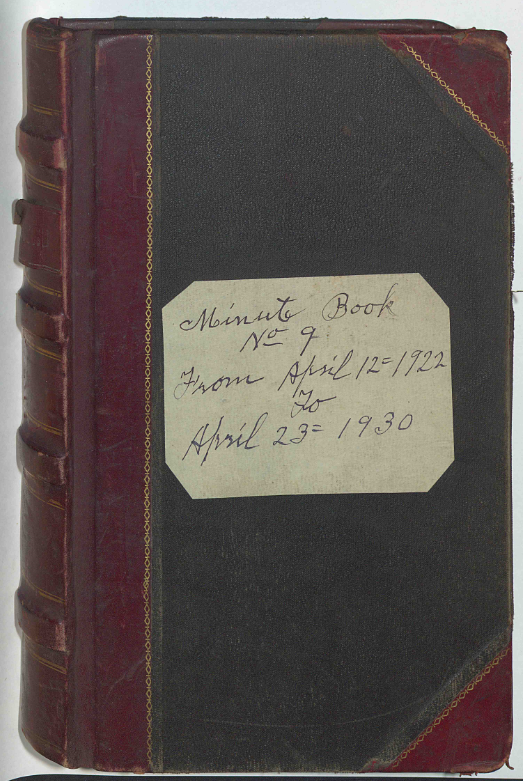 Minute Book
No 9
From April 12= 1922
To
April 23= 1930